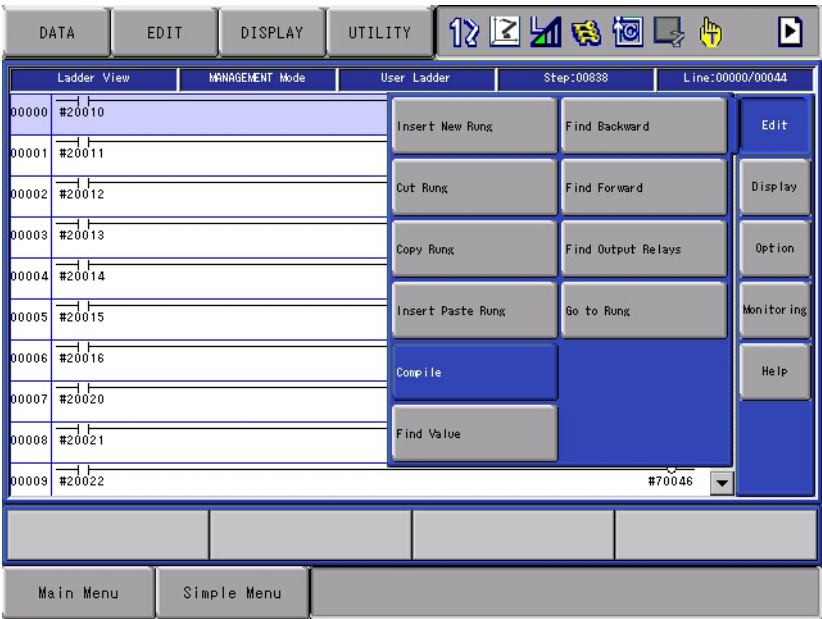 DATA EDIT DISPLAY UTILITY
Ladder View MANAGEMENT Mode User Ladder Step:00838 Line:00000/00044
00000 #20010
00001 #20011
00002 #20012
00003 #20013
00004 #20014
00005 #20015
00006 #20016
00007 #20020
00008 #20021
00009 #20022 #70046
Insert New Rung Find Backward
Cut Rung Find Forward
Copy Rung Find Output Relays
Insert Paste Rung Go to Rung
Compile
Find Value
Edit
Display
Option
Monitoring
Help
Main Menu Simple Menu